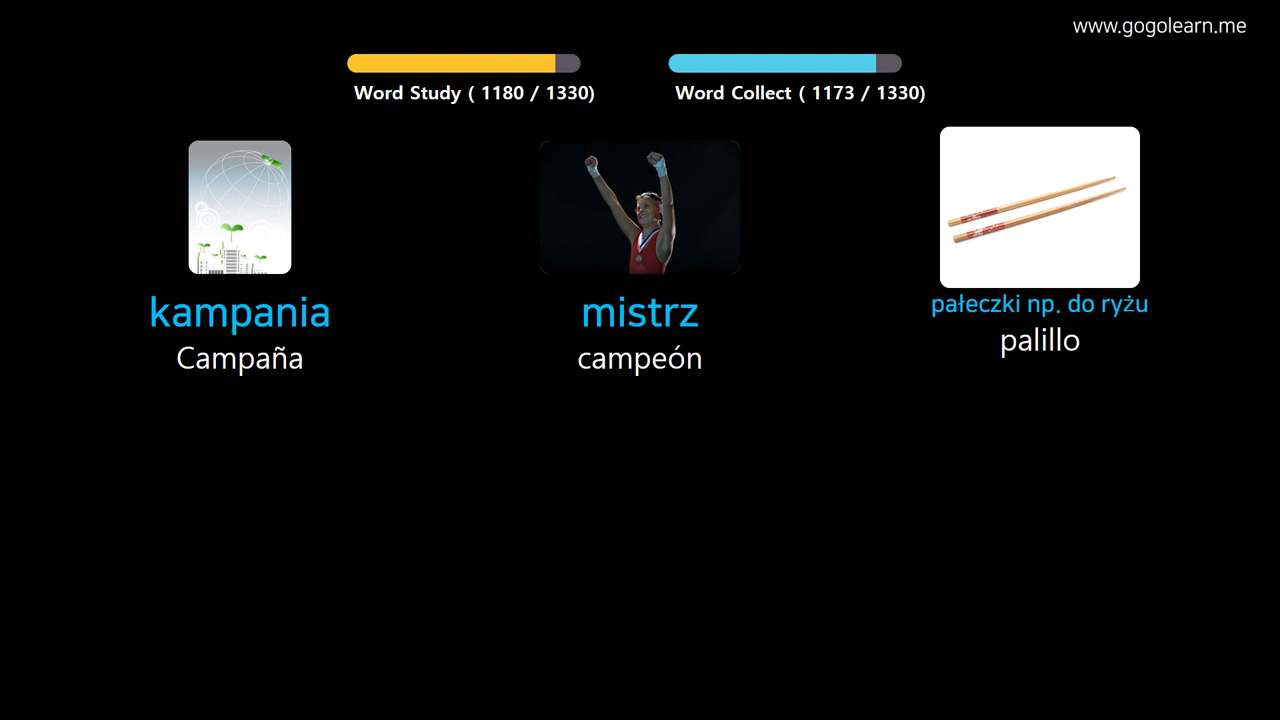 www.gogolearn.me
Word Study ( 1180 / 1330)
Word Collect ( 1173 / 1330)
kampania
Campaña
mistrz
campeón
pałeczki np. do ryżu
palillo